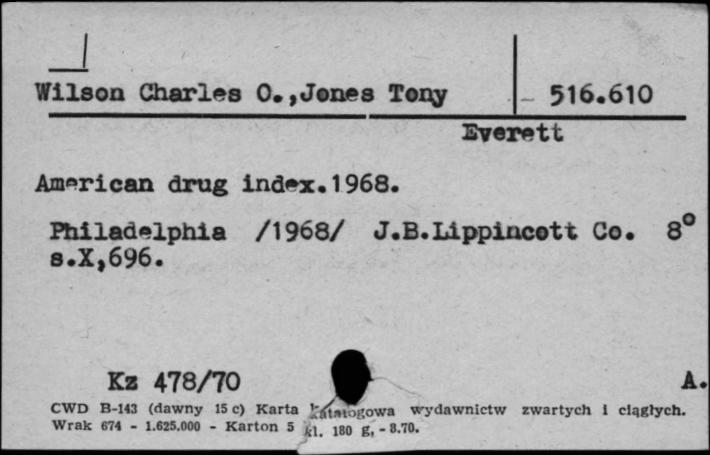 Wilson Charles O.,Jones Tony 516.610
Everett
American drug index.1968.
Philadelphia /1968/ J.B.Lippincott Co. 8°
s.X,696.
Kz 478/70 A.
CWD B-143 (dawny 15 c) Karta katalogowa wydawnictw zwartych i ciągłych.
Wrak 674 - 1.625.000 - Karton 5 kl. 180 g, - 8.70.